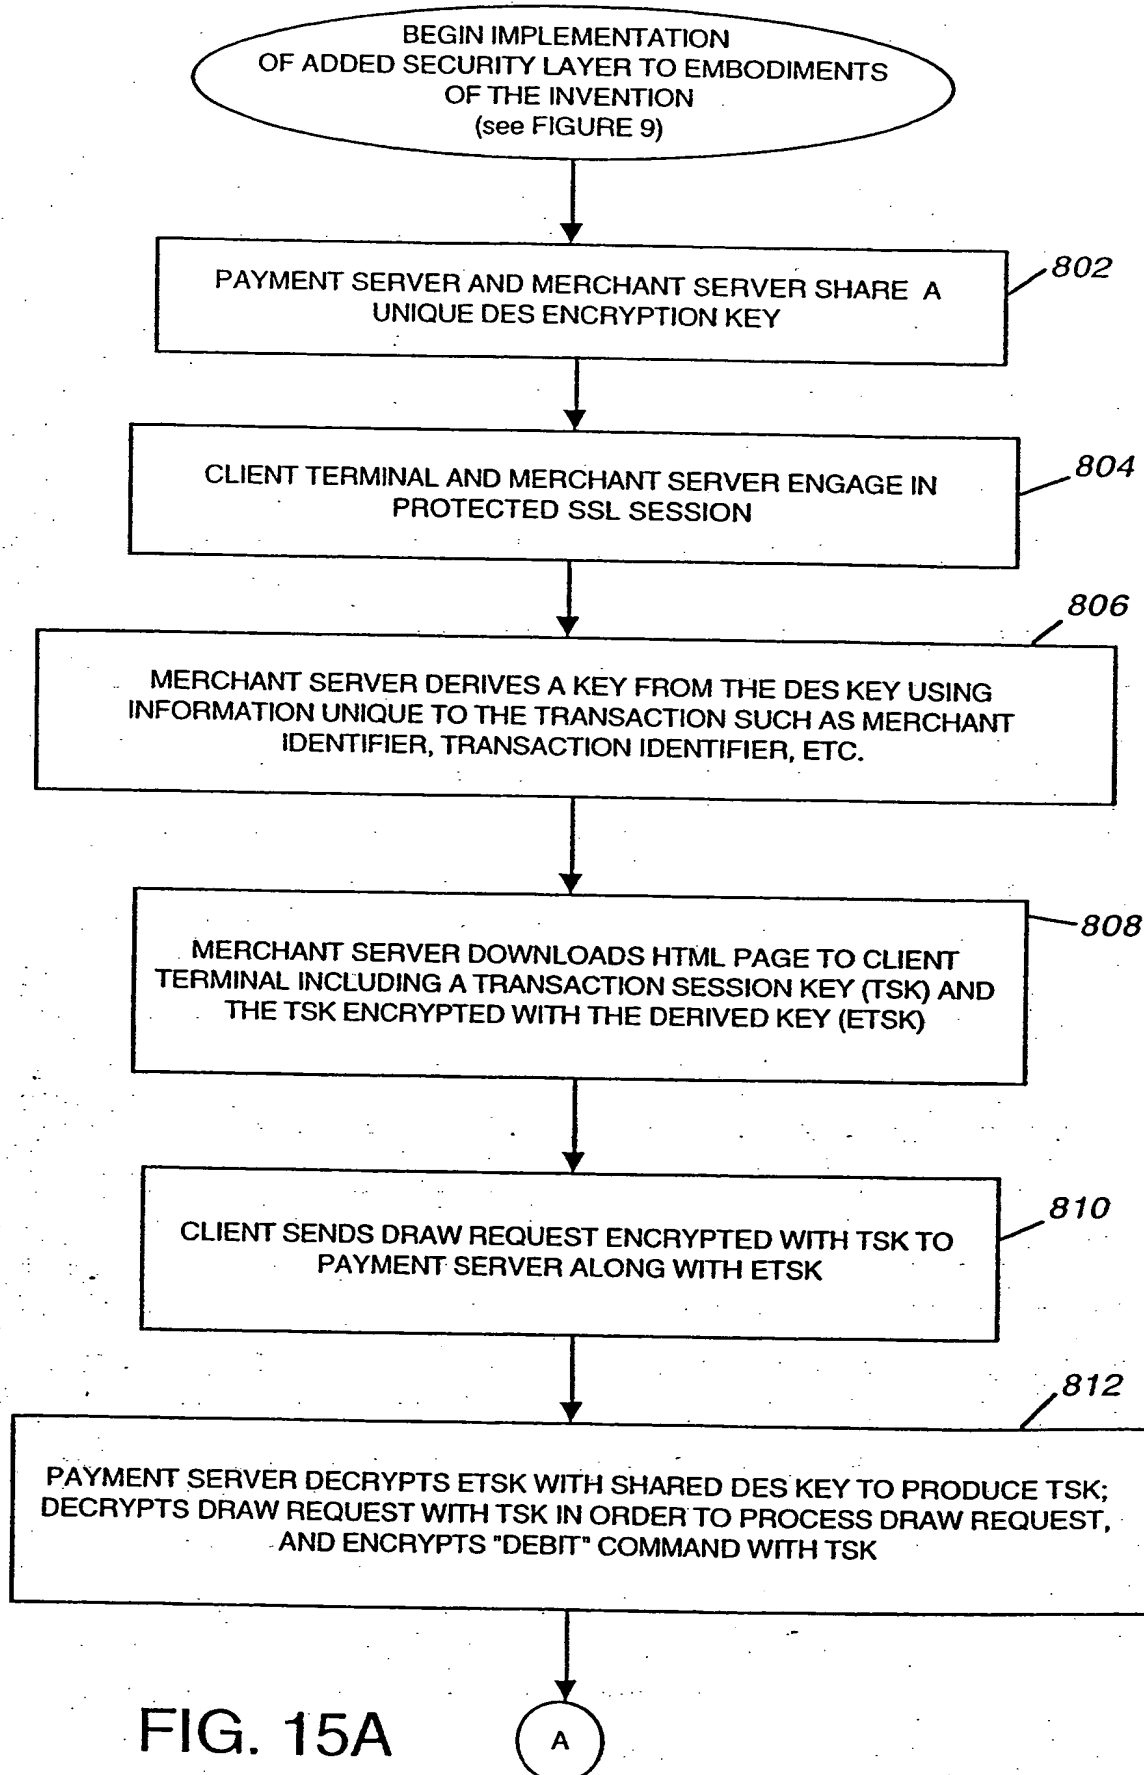 BEGIN IMPLEMENTATION
OF ADDED SECURITY LAYER TO EMBODIMENTS
OF THE INVENTION
(see FIGURE 9)
802
PAYMENT SERVER AND MERCHANT SERVER SHARE A
UNIQUE DES ENCRYPTION KEY
804
CLIENT TERMINAL AND MERCHANT SERVER ENGAGE IN
PROTECTED SSL SESSION
806
MERCHANT SERVER DERIVES A KEY FROM THE DES KEY USING
INFORMATION UNIQUE TO THE TRANSACTION SUCH AS MERCHANT
IDENTIFIER, TRANSACTION IDENTIFIER, ETC.
808
MERCHANT SERVER DOWNLOADS HTML PAGE TO CLIENT
TERMINAL INCLUDING A TRANSACTION SESSION KEY (TSK) AND
THE TSK ENCRYPTED WITH THE DERIVED KEY (ETSK)
810
CLIENT SENDS DRAW REQUEST ENCRYPTED WITH TSK TO
PAYMENT SERVER ALONG WITH ETSK
812
PAYMENT SERVER DECRYPTS ETSK WITH SHARED DES KEY TO PRODUCE TSK;
DECRYPTS DRAW REQUEST WITH TSK IN ORDER TO PROCESS DRAW REQUEST,
AND ENCRYPTS "DEBIT" COMMAND WITH TSK
FIG. 15A
A